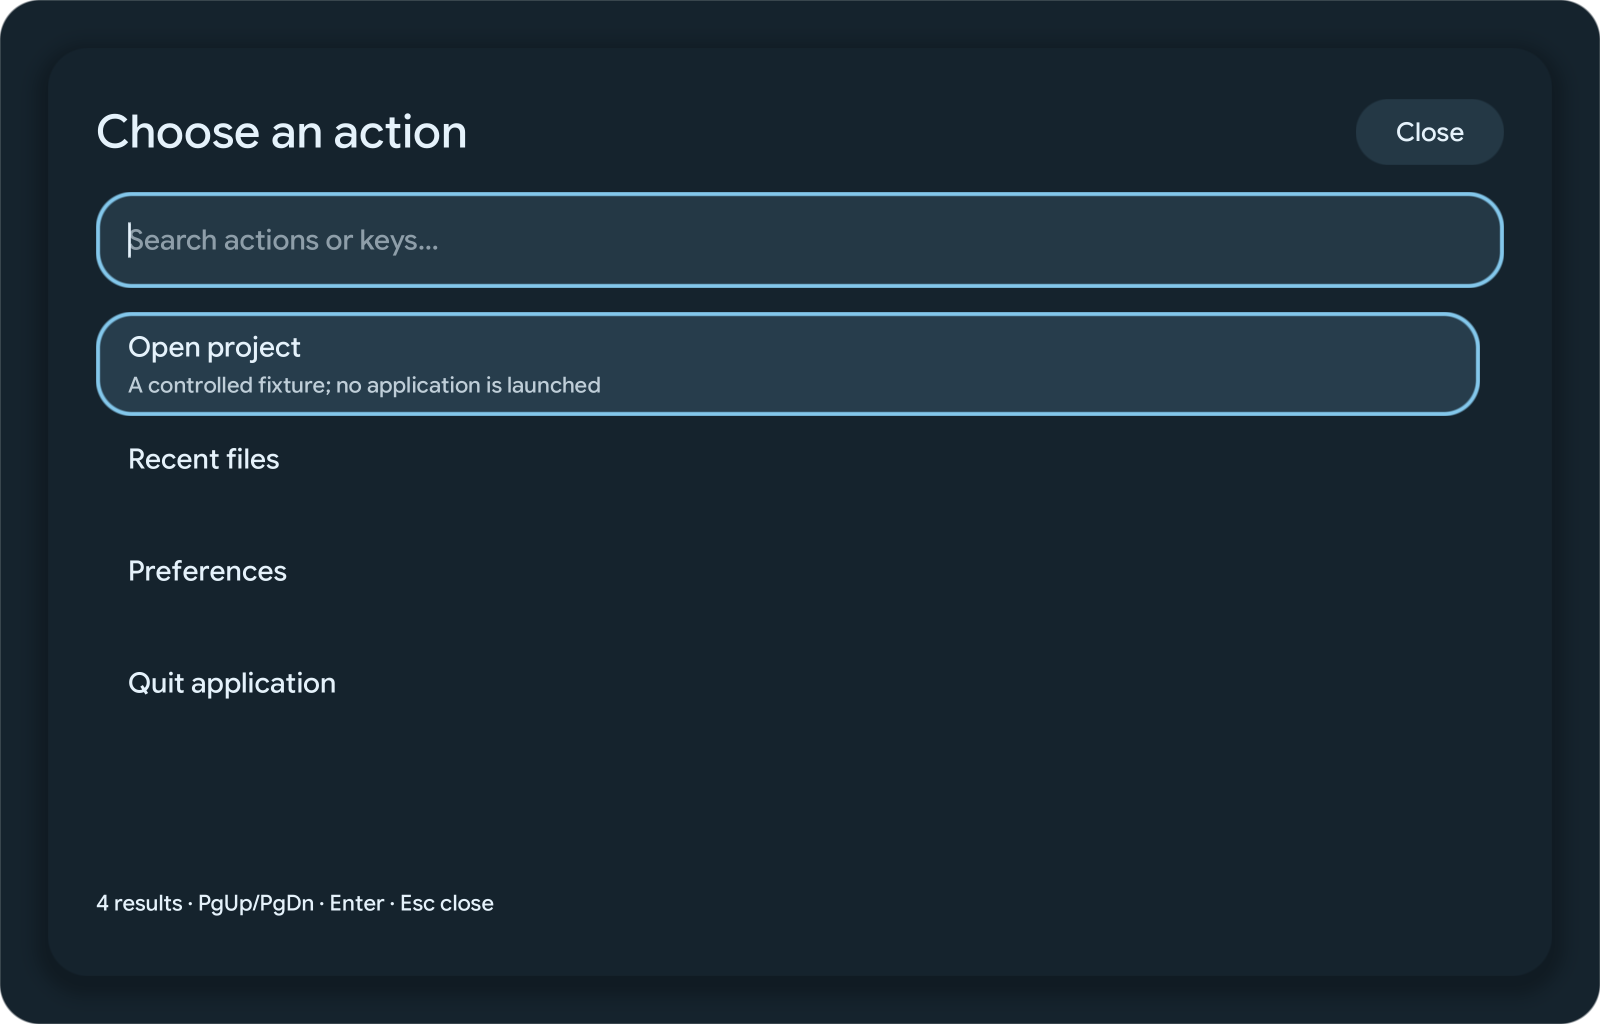 Choose an action
Close
Search actions or keys...
Open project
A controlled fixture; no application is launched
Recent files
Preferences
Quit application
4 results · PgUp/PgDn · Enter · Esc close